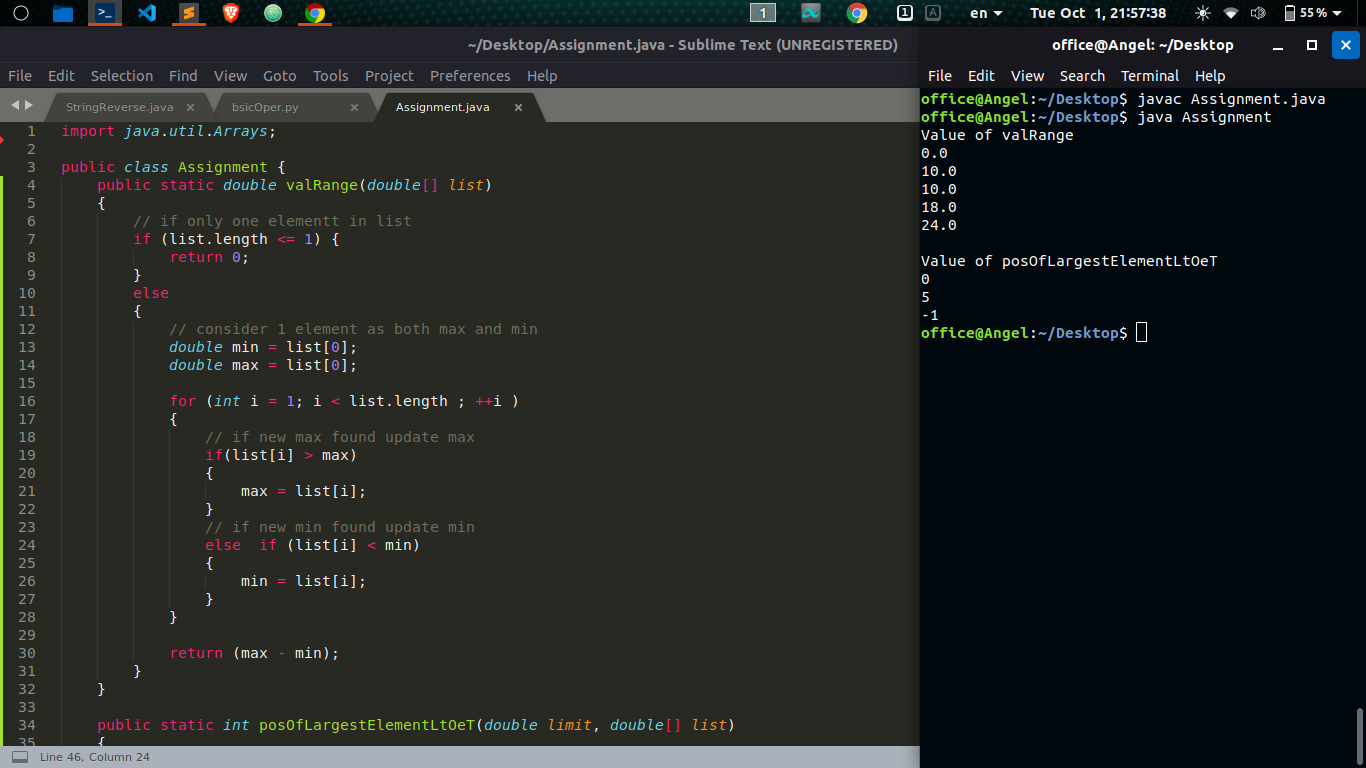 1 en Tue Oct 1, 21:57:38 1 A 55 %
~/Desktop/Assignment.java - Sublime Text (UNREGISTERED)
File Edit Selection Find View Goto Tools Project Preferences Help
StringReverse.java × bsicOper.py × Assignment.java ×
1 import java.util.Arrays;
2
3 public class Assignment {
4 public static double valRange(double[] list)
5 {
6 // if only one elementt in list
7 if (list.length <= 1) {
8 return 0;
9 }
10 else
11 {
12 // consider 1 element as both max and min
13 double min = list[0];
14 double max = list[0];
15
16 for (int i = 1; i < list.length ; ++i )
17 {
18 // if new max found update max
19 if(list[i] > max)
20 {
21 max = list[i];
22 }
23 // if new min found update min
24 else  if (list[i] < min)
25 {
26 min = list[i];
27 }
28 }
29
30 return (max - min);
31 }
32 }
33
34 public static int posOfLargestElementLtOeT(double limit, double[] list)
35 {
Line 46, Column 24
office@Angel: ~/Desktop
File Edit View Search Terminal Help
office@Angel:~/Desktop$ javac Assignment.java
office@Angel:~/Desktop$ java Assignment
Value of valRange
0.0
10.0
10.0
18.0
24.0
Value of posOfLargestElementLtOeT
0
5
-1
office@Angel:~/Desktop$